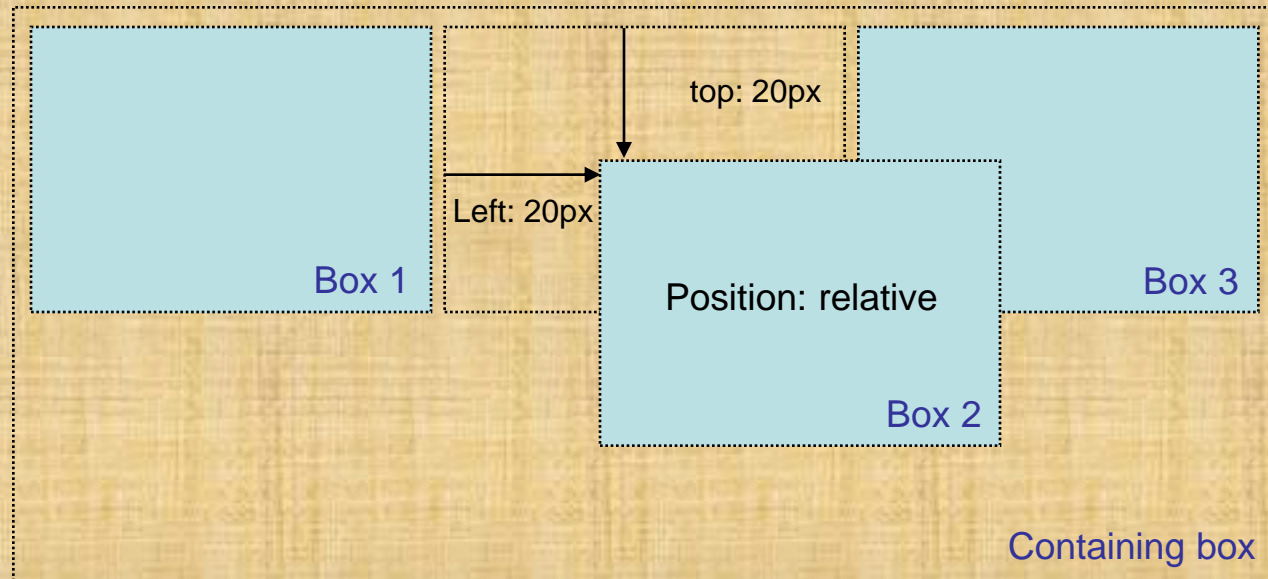 top: 20px
Left: 20px
Box 1
Position: relative
Box 3
Box 2
Containing box